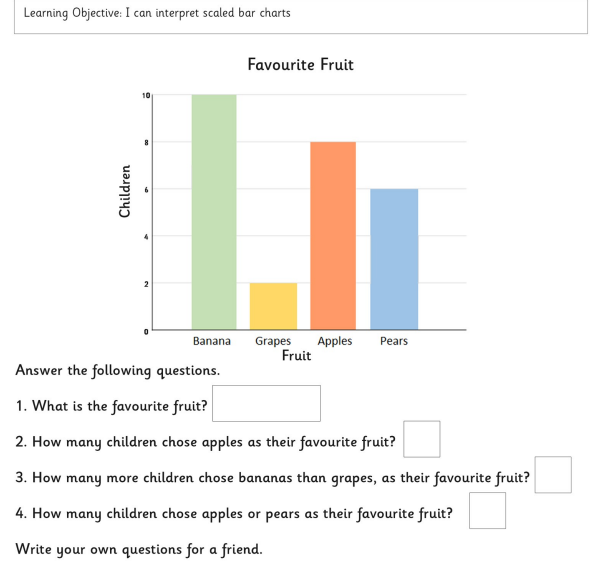 Learning Objective: I can interpret scaled bar charts
Favourite Fruit
10
8
6
4
2
0
Children
Banana Grapes Apples Pears
Fruit
Answer the following questions.
1. What is the favourite fruit?
2. How many children chose apples as their favourite fruit?
3. How many more children chose bananas than grapes, as their favourite fruit?
4. How many children chose apples or pears as their favourite fruit?
Write your own questions for a friend.